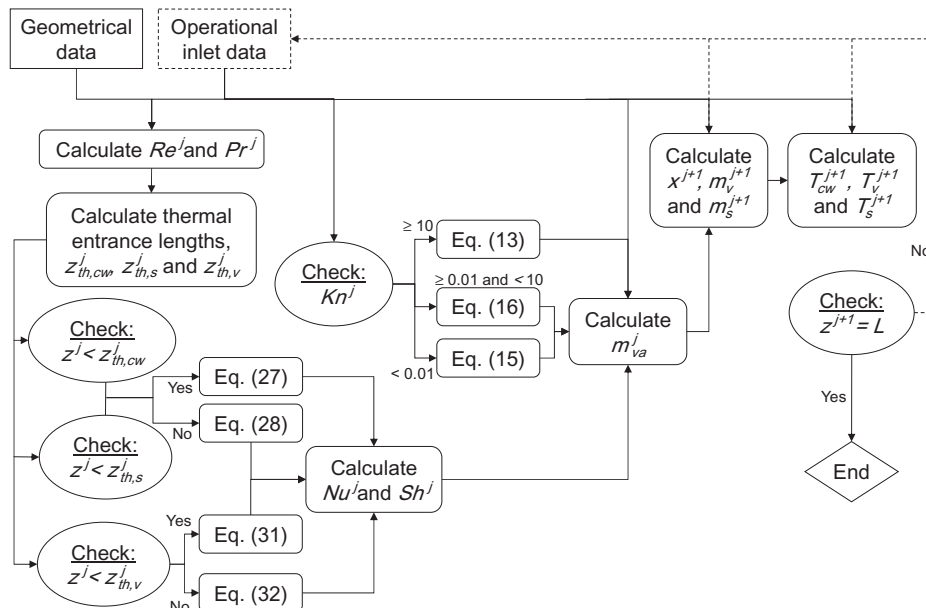 Geometrical
data
Operational
inlet data
Calculate Re^j and Pr^j
Calculate thermal
entrance lengths,
z^j_th,cw, z^j_th,s and z^j_th,v
Check:
z^j < z^j_th,cw
Check:
z^j < z^j_th,s
Check:
z^j < z^j_th,v
Yes
No
Eq. (27)
Eq. (28)
Yes
No
Eq. (31)
Eq. (32)
Calculate
Nu^j and Sh^j
Check:
Kn^j
≥ 10
Eq. (13)
≥ 0.01 and < 10
Eq. (16)
Eq. (15)
< 0.01
Calculate
m^j_va
Calculate
x^j+1, m^j+1_v
and m^j+1_s
Calculate
T^j+1_cw, T^j+1_v
and T^j+1_s
No
Check:
z^j+1 = L
Yes
End